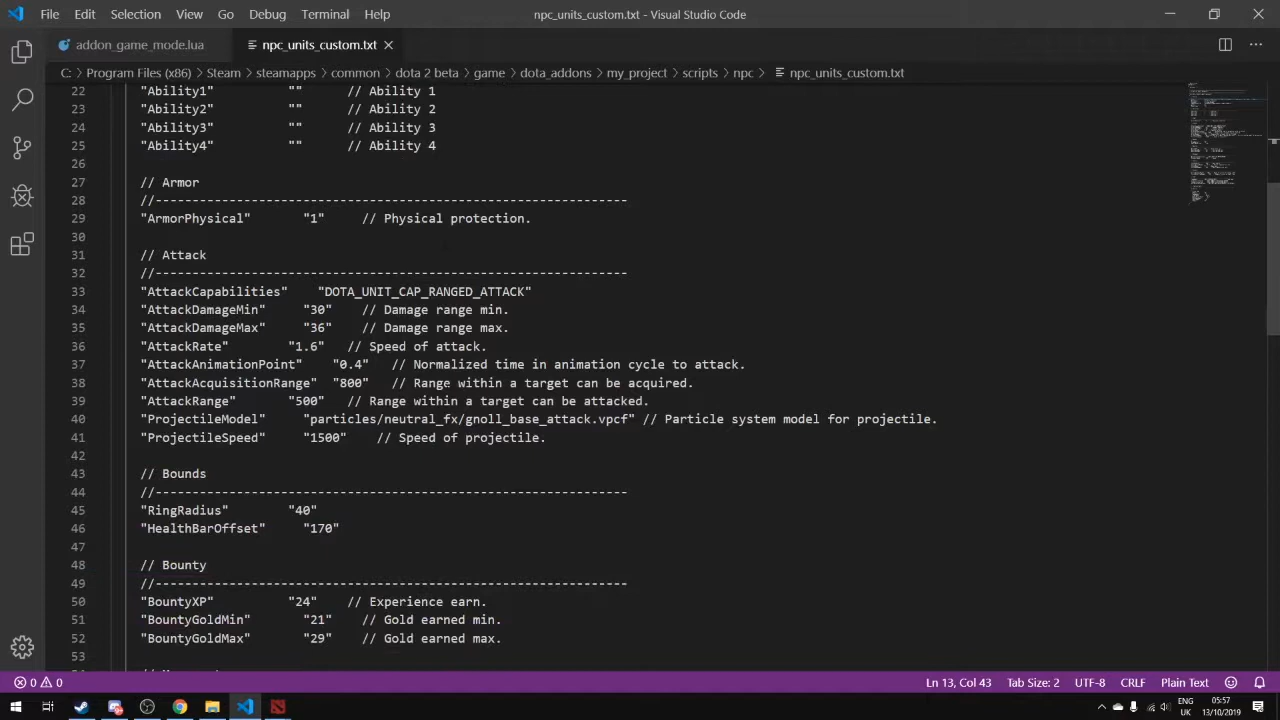 File Edit Selection View Go Debug Terminal Help npc_units_custom.txt - Visual Studio Code
addon_game_mode.lua npc_units_custom.txt
C: > Program Files (x86) > Steam > steamapps > common > dota 2 beta > game > dota_addons > my_project > scripts > npc > npc_units_custom.txt
22 "Ability1" "" // Ability 1
23 "Ability2" "" // Ability 2
24 "Ability3" "" // Ability 3
25 "Ability4" "" // Ability 4
26
27 // Armor
28 //----------------------------------------------------------------
29 "ArmorPhysical" "1" // Physical protection.
30
31 // Attack
32 //----------------------------------------------------------------
33 "AttackCapabilities" "DOTA_UNIT_CAP_RANGED_ATTACK"
34 "AttackDamageMin" "30" // Damage range min.
35 "AttackDamageMax" "36" // Damage range max.
36 "AttackRate" "1.6" // Speed of attack.
37 "AttackAnimationPoint" "0.4" // Normalized time in animation cycle to attack.
38 "AttackAcquisitionRange" "800" // Range within a target can be acquired.
39 "AttackRange" "500" // Range within a target can be attacked.
40 "ProjectileModel" "particles/neutral_fx/gnoll_base_attack.vpcf" // Particle system model for projectile.
41 "ProjectileSpeed" "1500" // Speed of projectile.
42
43 // Bounds
44 //----------------------------------------------------------------
45 "RingRadius" "40"
46 "HealthBarOffset" "170"
47
48 // Bounty
49 //----------------------------------------------------------------
50 "BountyXP" "24" // Experience earn.
51 "BountyGoldMin" "21" // Gold earned min.
52 "BountyGoldMax" "29" // Gold earned max.
53
0 0 Ln 13, Col 43 Tab Size: 2 UTF-8 CRLF Plain Text
ENG 05:57
UK 13/10/2019